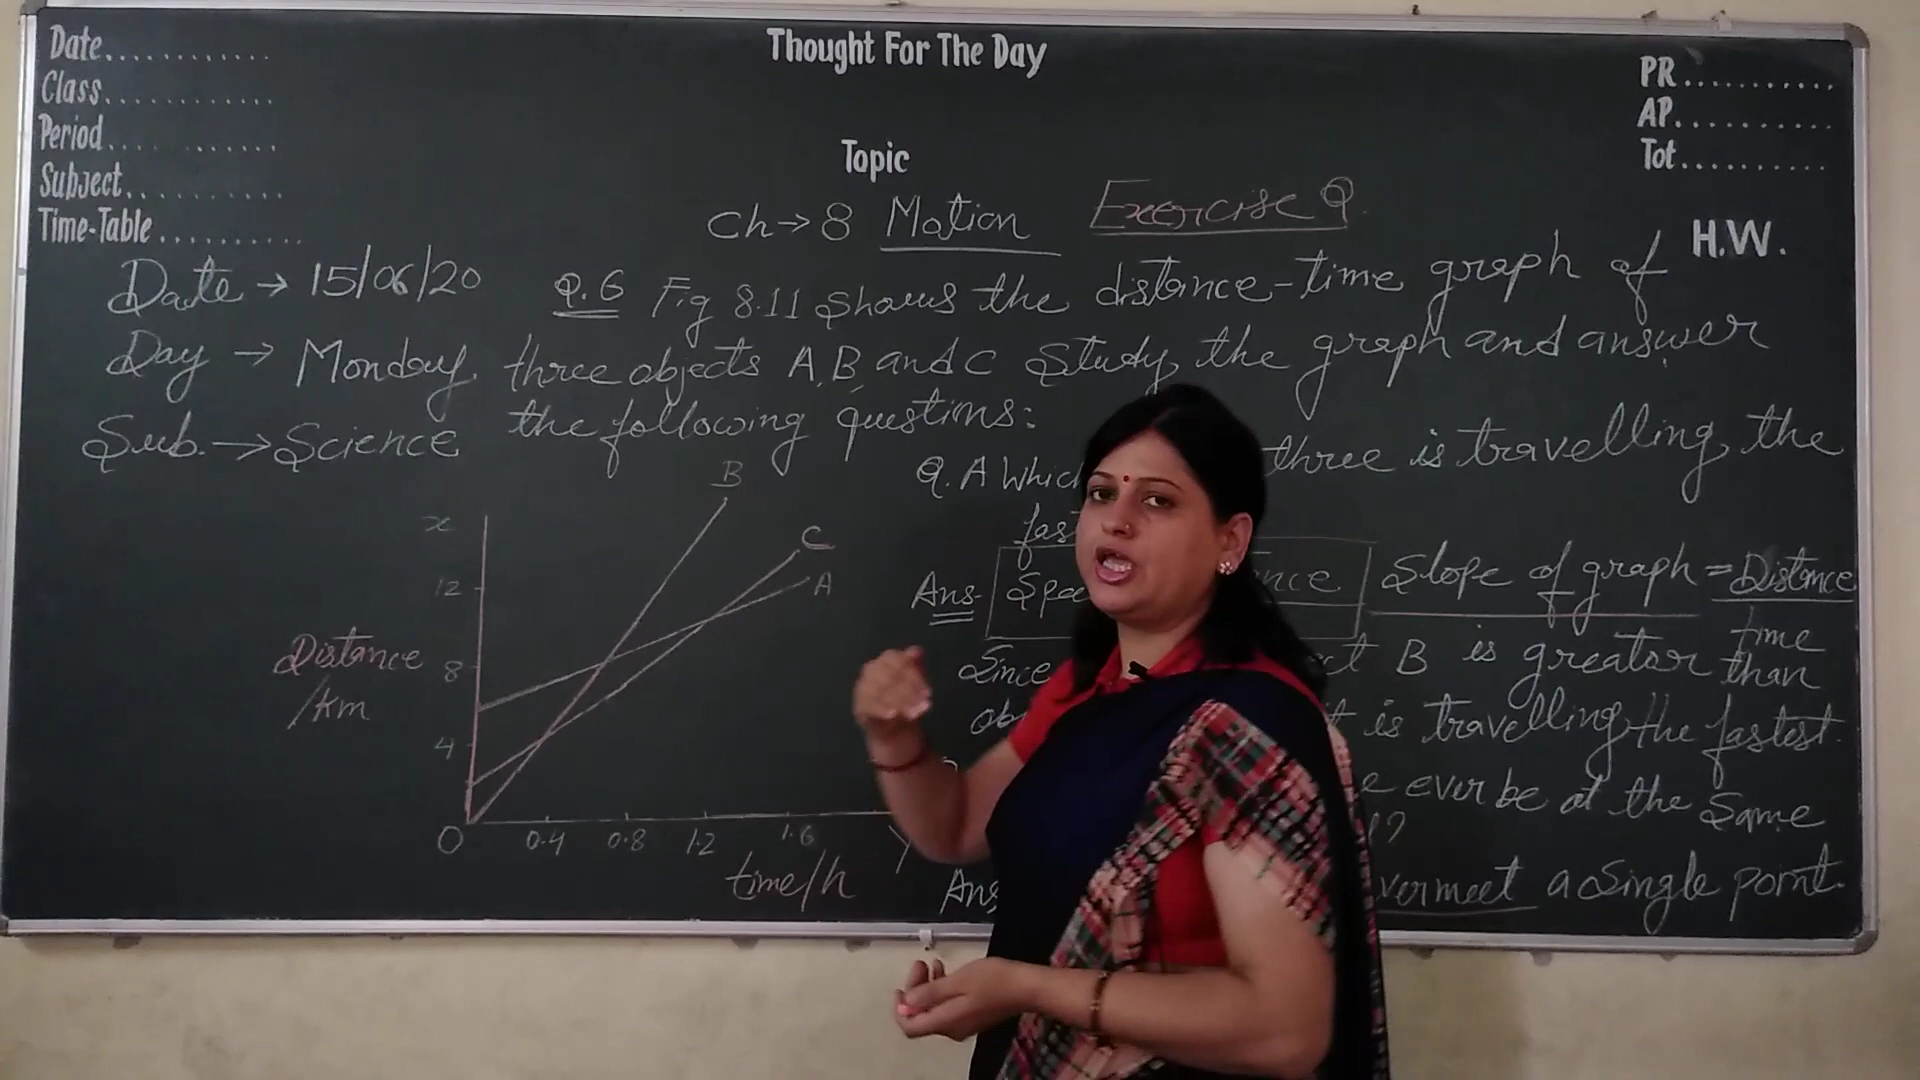 Date............
Class............
Period............
Subject..........
Time-Table..........
Thought For The Day
Topic
PR...........
AP...........
Tot..........
H.W.
Ch→8 Motion Exercise Q.
Date → 15/06/20
Day → Monday.
Sub. → Science
Q.6 Fig 8.11 Shows the distance-time graph of
three objects A, B and C Study the graph and answer
the following questions:
Q. A Which three is travelling the
Ans. Slope of graph = Distance
time
Since B is greater than
is travelling the fastest.
ever be at the Same
?
Ans meet a Single point.
x
12
8
4
0
0.4 0.8 1.2 1.6
Distance
/km
time/h
B
C
A